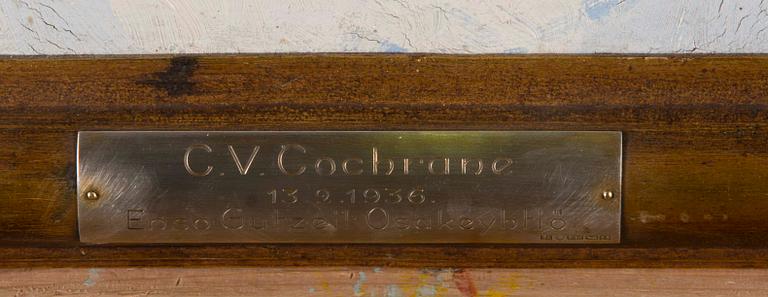 C.V. Cochrane
13.9.1936.
Enso Gutzeit Osakeyhtiö